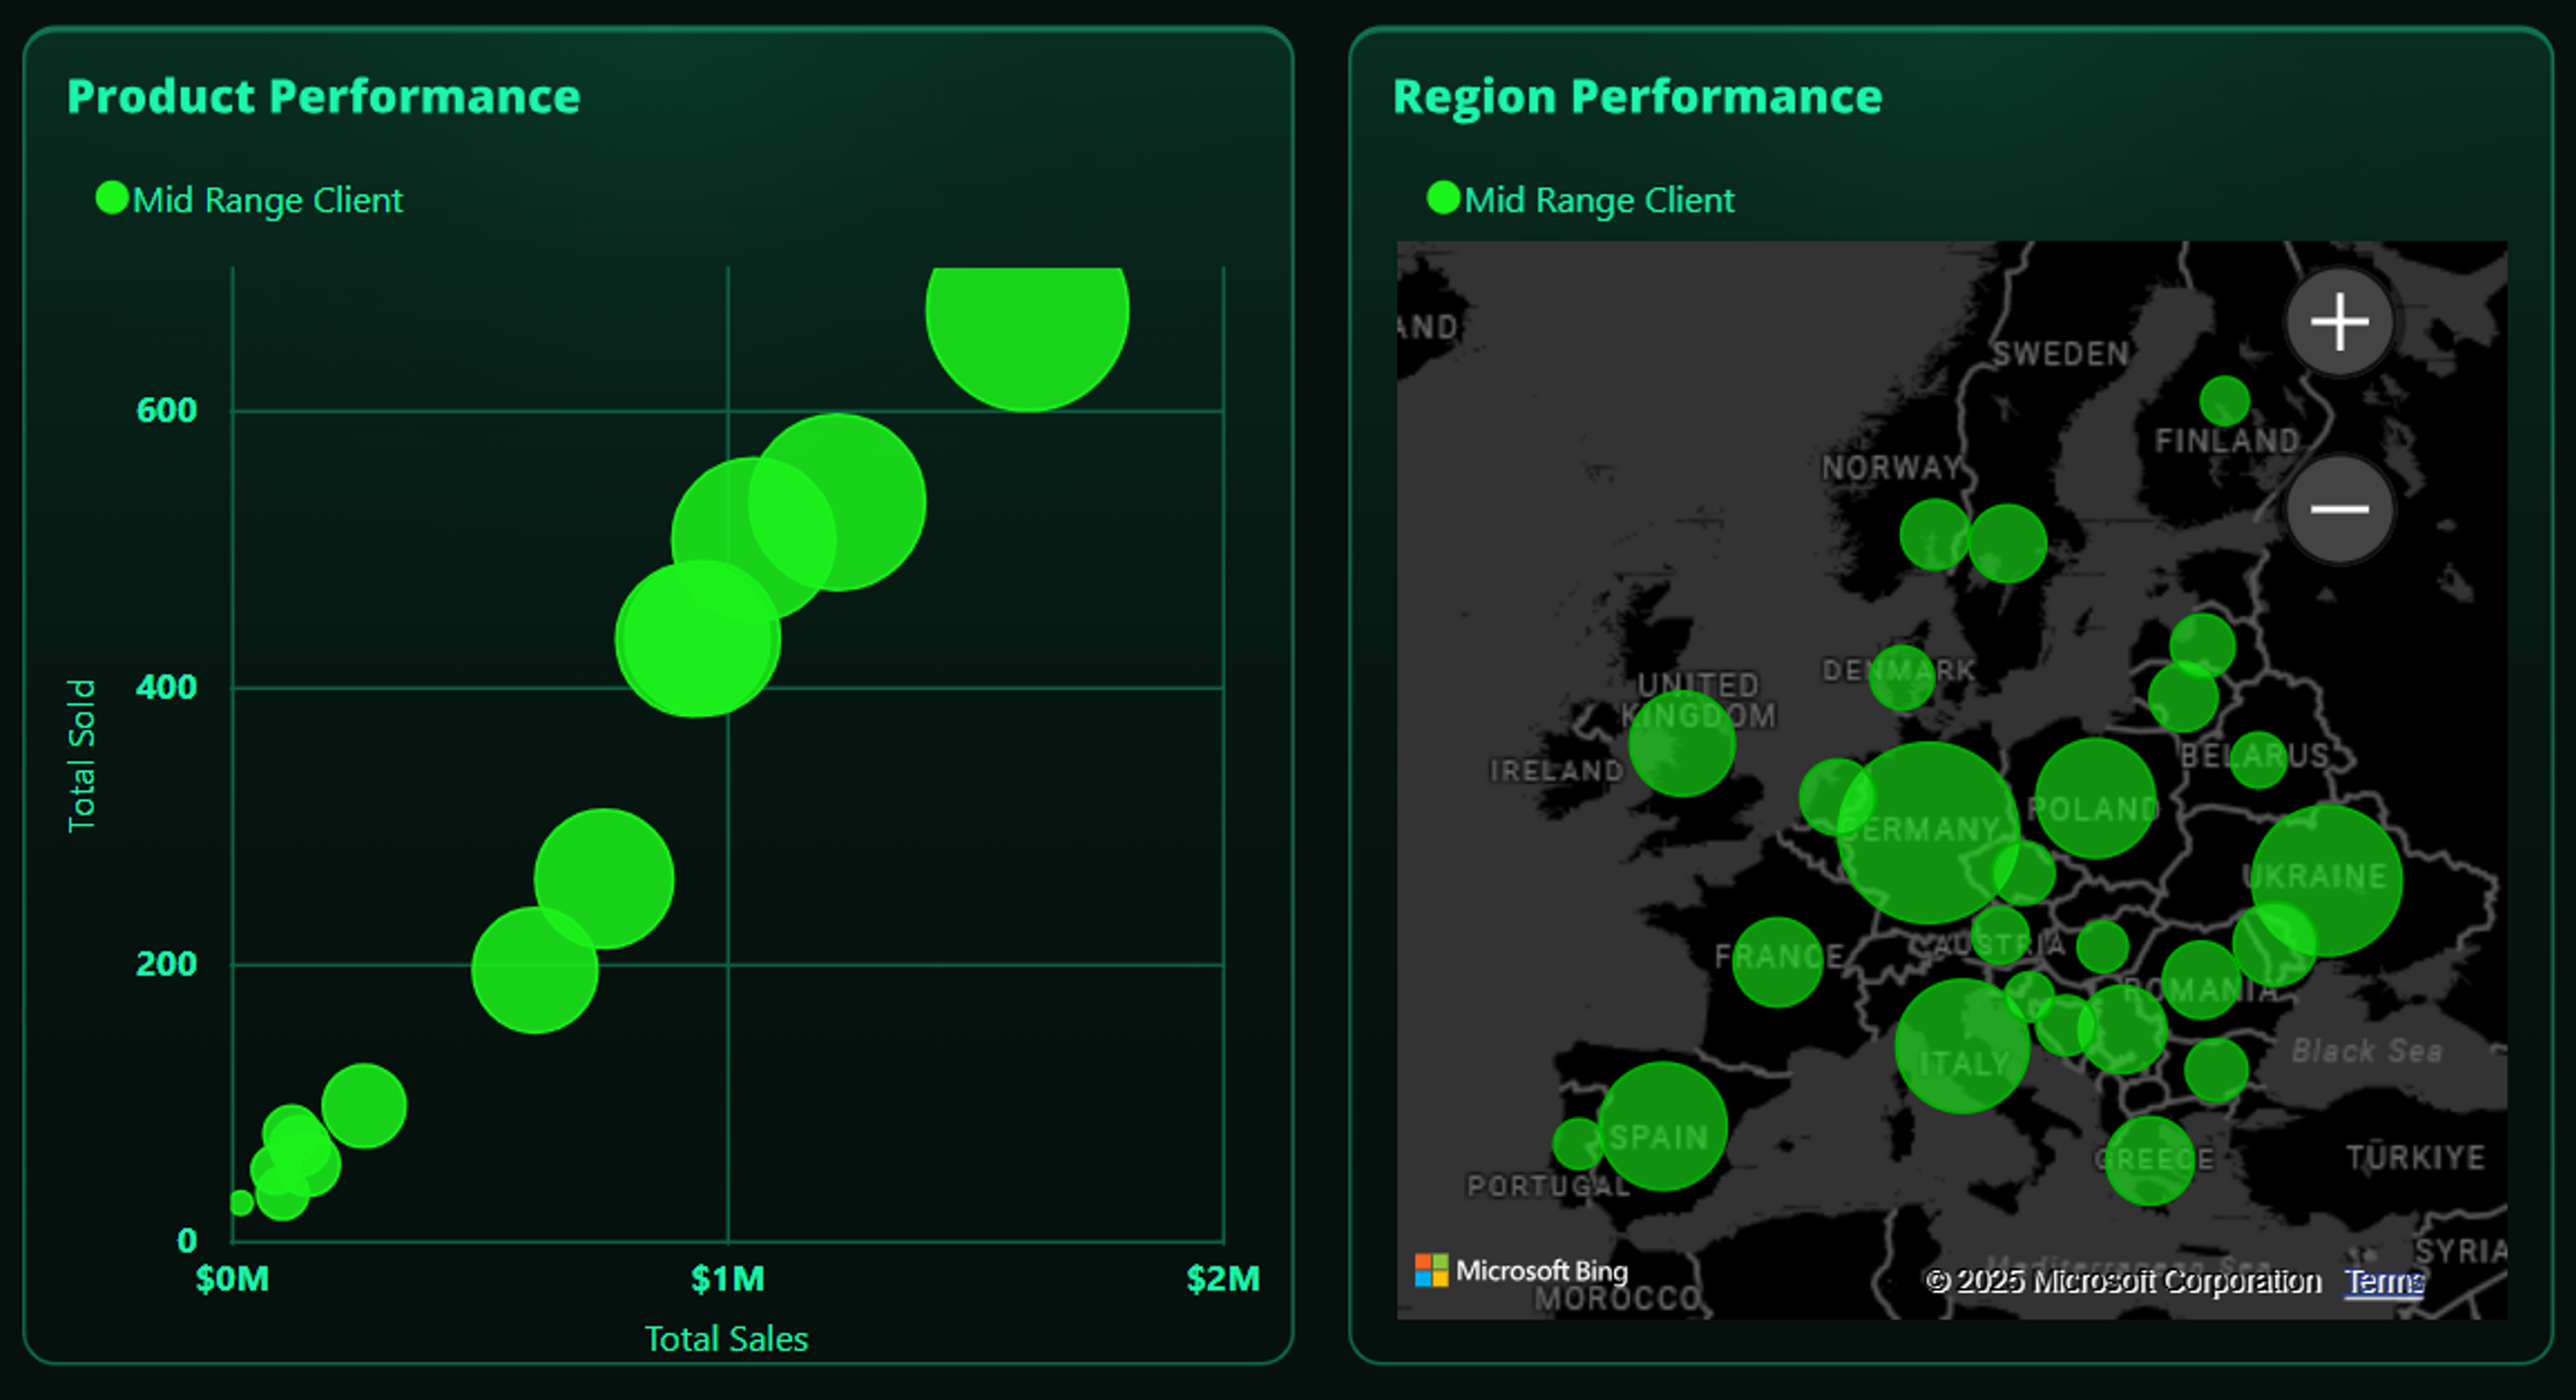 Product Performance
Mid Range Client
600
400
200
0
Total Sold
$0M
$1M
$2M
Total Sales
Region Performance
Mid Range Client
AND
SWEDEN
FINLAND
NORWAY
DENMARK
UNITED
KINGDOM
IRELAND
BELARUS
POLAND
GERMANY
UKRAINE
FRANCE
AUSTRIA
ROMANIA
ITALY
Black Sea
SPAIN
PORTUGAL
GREECE
TÜRKIYE
Mediterranean Sea
SYRIA
Microsoft Bing
MOROCCO
© 2025 Microsoft Corporation Terms